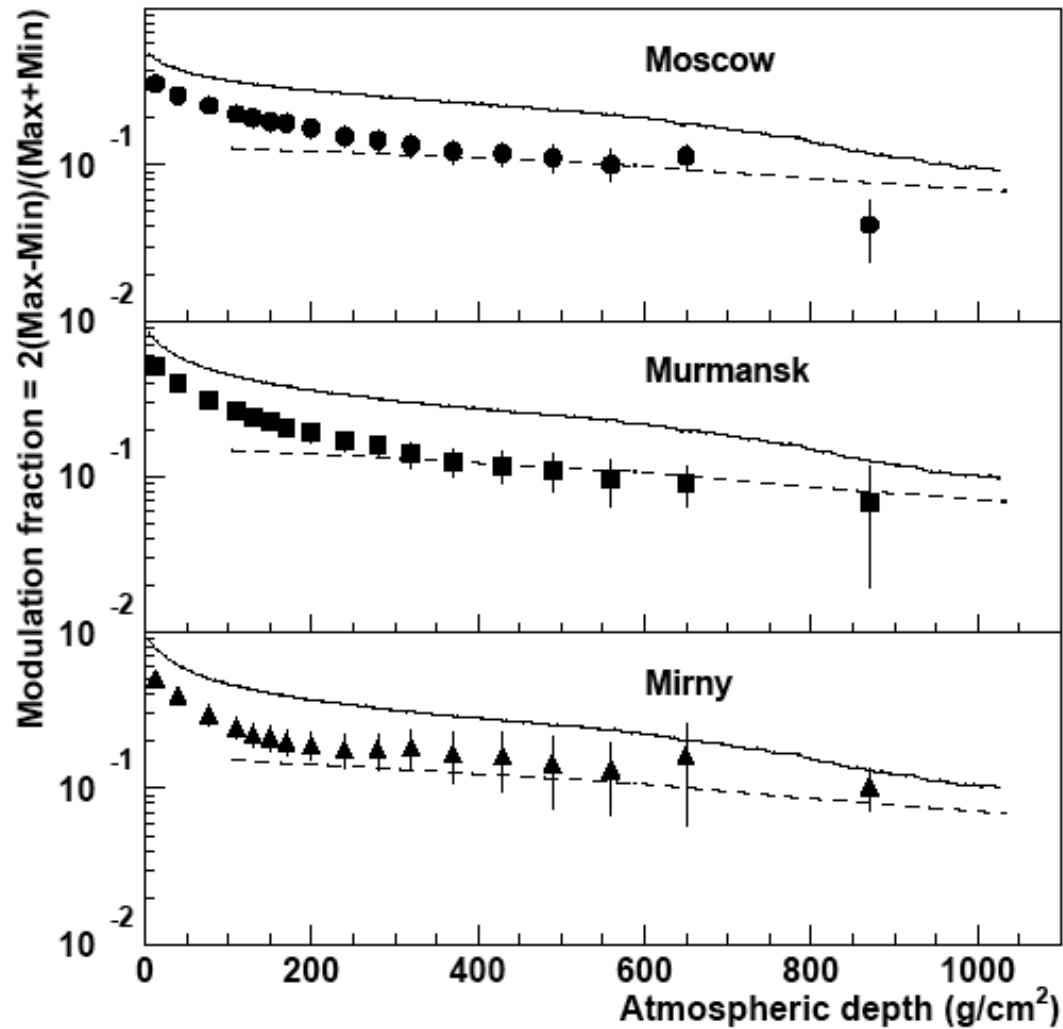 Modulation fraction = 2(Max-Min)/(Max+Min)
Moscow
10⁻¹
10⁻²
Murmansk
10⁻¹
10⁻²
Mirny
10⁻¹
10⁻²
0 200 400 600 800 1000
Atmospheric depth (g/cm²)